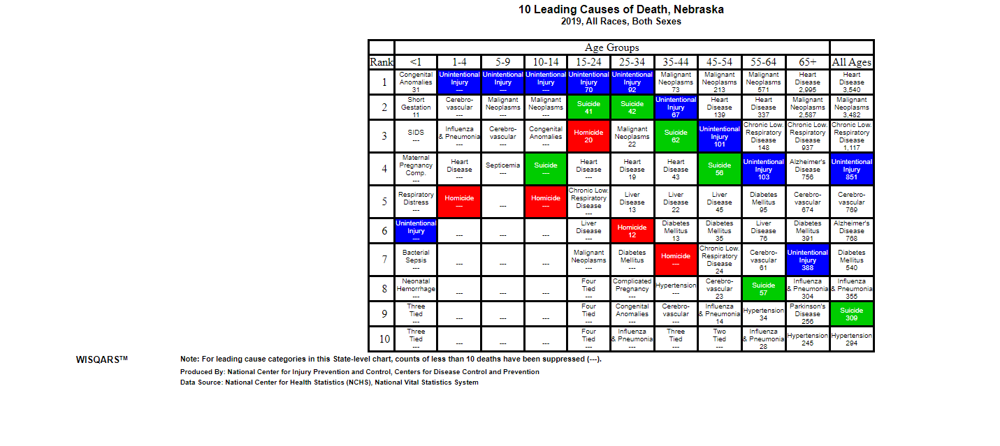 10 Leading Causes of Death, Nebraska
2019, All Races, Both Sexes
Age Groups
Rank <1 1-4 5-9 10-14 15-24 25-34 35-44 45-54 55-64 65+ All Ages
1
Congenital Anomalies 31
Unintentional Injury ---
Unintentional Injury ---
Unintentional Injury ---
Unintentional Injury 70
Unintentional Injury 92
Malignant Neoplasms 73
Malignant Neoplasms 213
Malignant Neoplasms 571
Heart Disease 2,995
Heart Disease 3,540
2
Short Gestation 11
Cerebro- vascular ---
Malignant Neoplasms ---
Malignant Neoplasms ---
Suicide 41
Suicide 42
Unintentional Injury 67
Heart Disease 139
Heart Disease 337
Malignant Neoplasms 2,587
Malignant Neoplasms 3,482
3
SIDS ---
Influenza & Pneumonia ---
Cerebro- vascular ---
Congenital Anomalies ---
Homicide 20
Malignant Neoplasms 22
Suicide 62
Unintentional Injury 101
Chronic Low. Respiratory Disease 148
Chronic Low. Respiratory Disease 937
Chronic Low. Respiratory Disease 1,117
4
Maternal Pregnancy Comp. ---
Heart Disease ---
Septicemia ---
Suicide ---
Heart Disease ---
Heart Disease 19
Heart Disease 43
Suicide 56
Unintentional Injury 103
Alzheimer's Disease 756
Unintentional Injury 851
5
Respiratory Distress ---
Homicide ---
---
Homicide ---
Chronic Low. Respiratory Disease ---
Liver Disease 13
Liver Disease 22
Liver Disease 45
Diabetes Mellitus 95
Cerebro- vascular 674
Cerebro- vascular 769
6
Unintentional Injury ---
---
---
---
Liver Disease ---
Homicide 12
Diabetes Mellitus 13
Diabetes Mellitus 35
Liver Disease 76
Diabetes Mellitus 391
Alzheimer's Disease 768
7
Bacterial Sepsis ---
---
---
---
Malignant Neoplasms ---
Diabetes Mellitus ---
Homicide ---
Chronic Low. Respiratory Disease 24
Cerebro- vascular 61
Unintentional Injury 388
Diabetes Mellitus 540
8
Neonatal Hemorrhage ---
---
---
---
Four Tied ---
Complicated Pregnancy ---
Hypertension ---
Cerebro- vascular 23
Suicide 57
Influenza & Pneumonia 304
Influenza & Pneumonia 355
9
Three Tied ---
---
---
---
Four Tied ---
Congenital Anomalies ---
Cerebro- vascular ---
Influenza & Pneumonia 14
Hypertension 34
Parkinson's Disease 256
Suicide 309
10
Three Tied ---
---
---
---
Four Tied ---
Influenza & Pneumonia ---
Three Tied ---
Two Tied ---
Influenza & Pneumonia 28
Hypertension 245
Hypertension 294
WISQARS™
Note: For leading cause categories in this State-level chart, counts of less than 10 deaths have been suppressed (---).
Produced By: National Center for Injury Prevention and Control, Centers for Disease Control and Prevention
Data Source: National Center for Health Statistics (NCHS), National Vital Statistics System